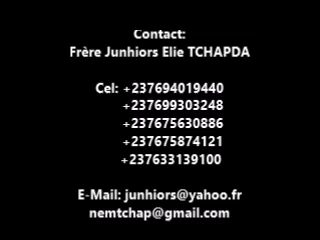 Contact:
Frère Junhiors Elie TCHAPDA
Cel: +237694019440
+237699303248
+237675630886
+237675874121
+237633139100
E-Mail: junhiors@yahoo.fr
nemtchap@gmail.com